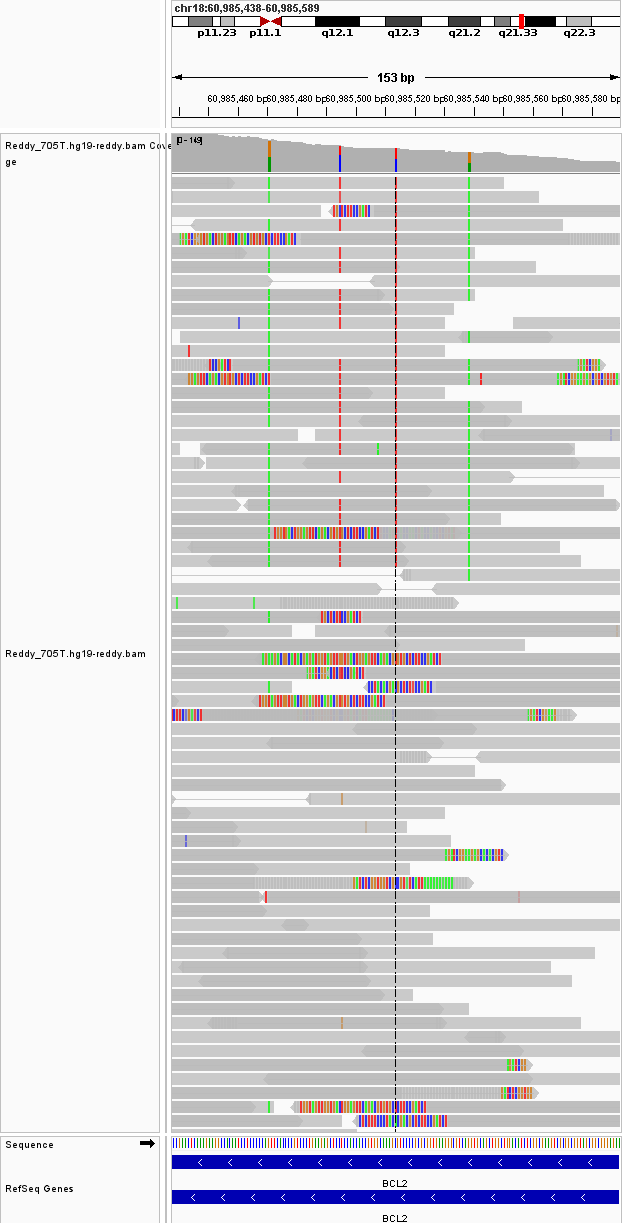 chr18:60,985,438-60,985,589
p11.23 p11.1 q12.1 q12.3 q21.2 q21.33 q22.3
153 bp
60,985,460 bp 60,985,480 bp 60,985,500 bp 60,985,520 bp 60,985,540 bp 60,985,560 bp 60,985,580 bp
[0 - 149]
Reddy_705T.hg19-reddy.bam Cove
ge
Reddy_705T.hg19-reddy.bam
Sequence
BCL2
RefSeq Genes
BCL2